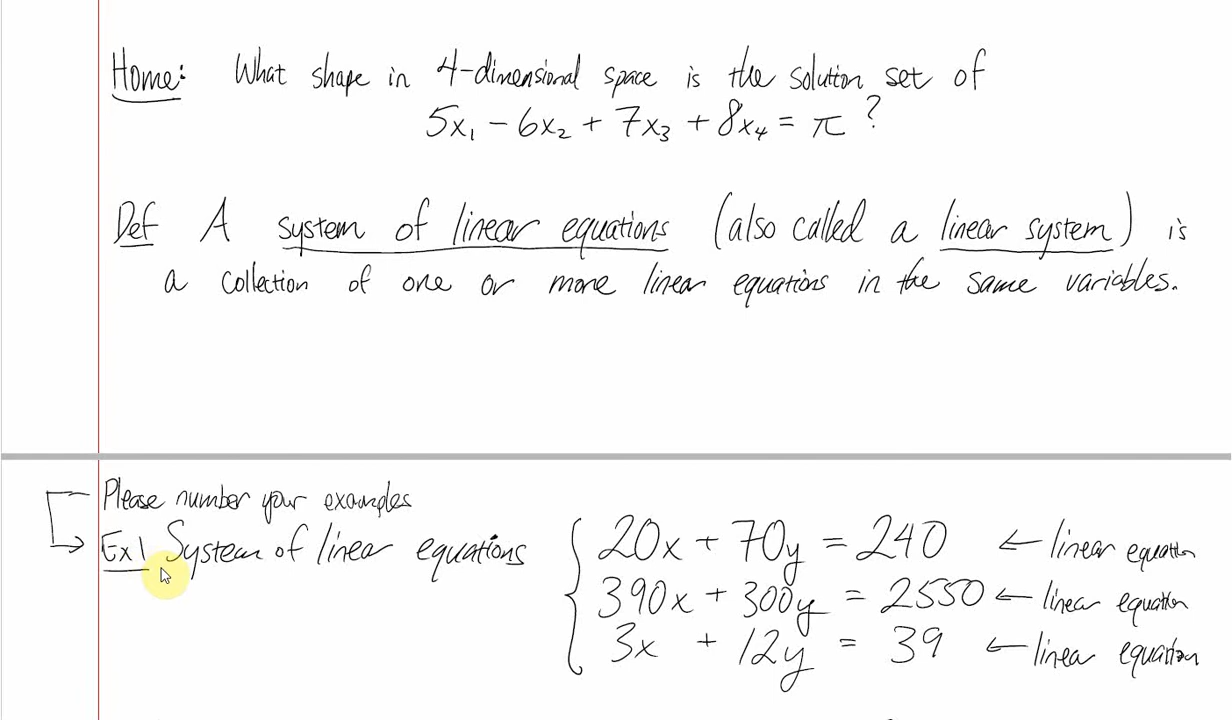 Home: What shape in 4-dimensional space is the solution set of
5x₁ - 6x₂ + 7x₃ + 8x₄ = π ?
Def A system of linear equations (also called a linear system) is
a collection of one or more linear equations in the same variables.
Please number your examples
Ex1 System of linear equations
20x + 70y = 240 ← linear equation
390x + 300y = 2550 ← linear equation
3x + 12y = 39 ← linear equation